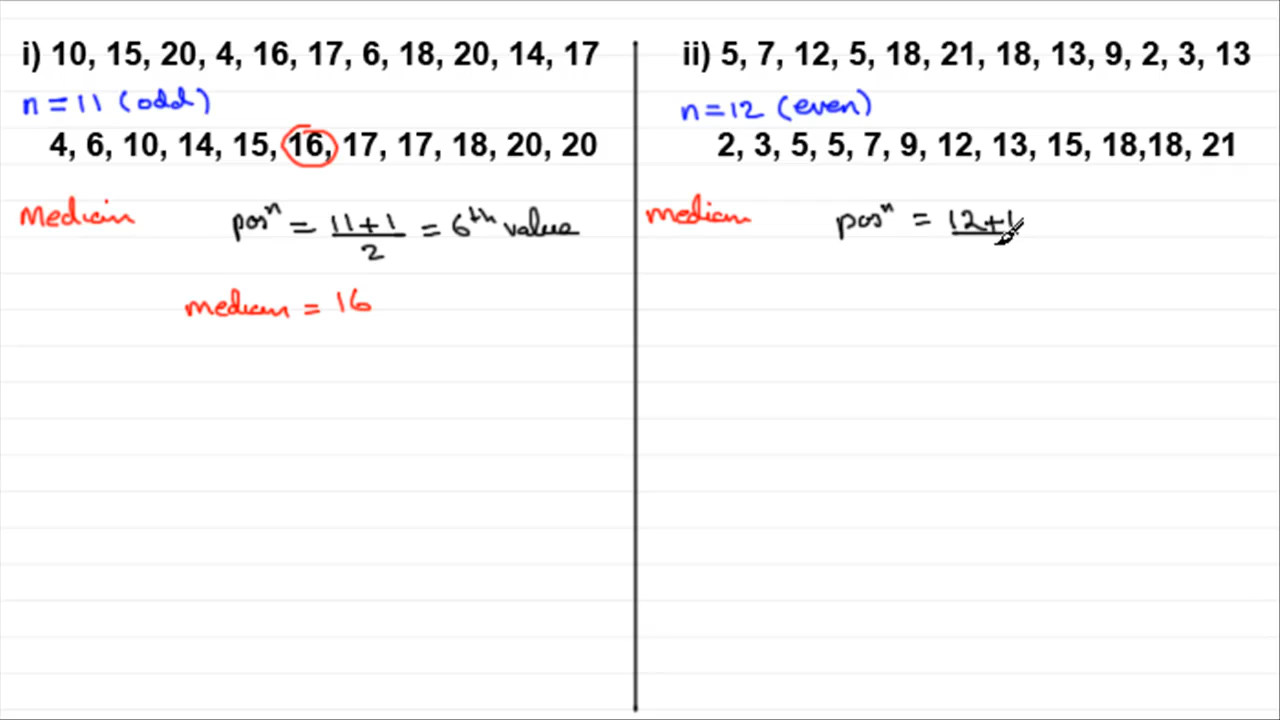 i) 10, 15, 20, 4, 16, 17, 6, 18, 20, 14, 17
n = 11 (odd)
4, 6, 10, 14, 15, 16, 17, 17, 18, 20, 20
Median posⁿ = 11 + 1 / 2 = 6th value
median = 16
ii) 5, 7, 12, 5, 18, 21, 18, 13, 9, 2, 3, 13
n = 12 (even)
2, 3, 5, 5, 7, 9, 12, 13, 15, 18,18, 21
median posⁿ = 12+1